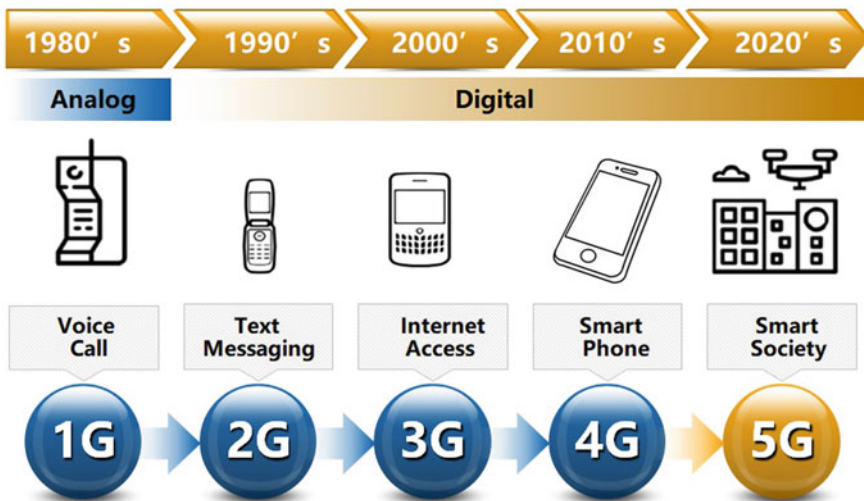 1980's 1990's 2000's 2010's 2020's
Analog Digital
Voice Text Internet Smart Smart
Call Messaging Access Phone Society
1G 2G 3G 4G 5G